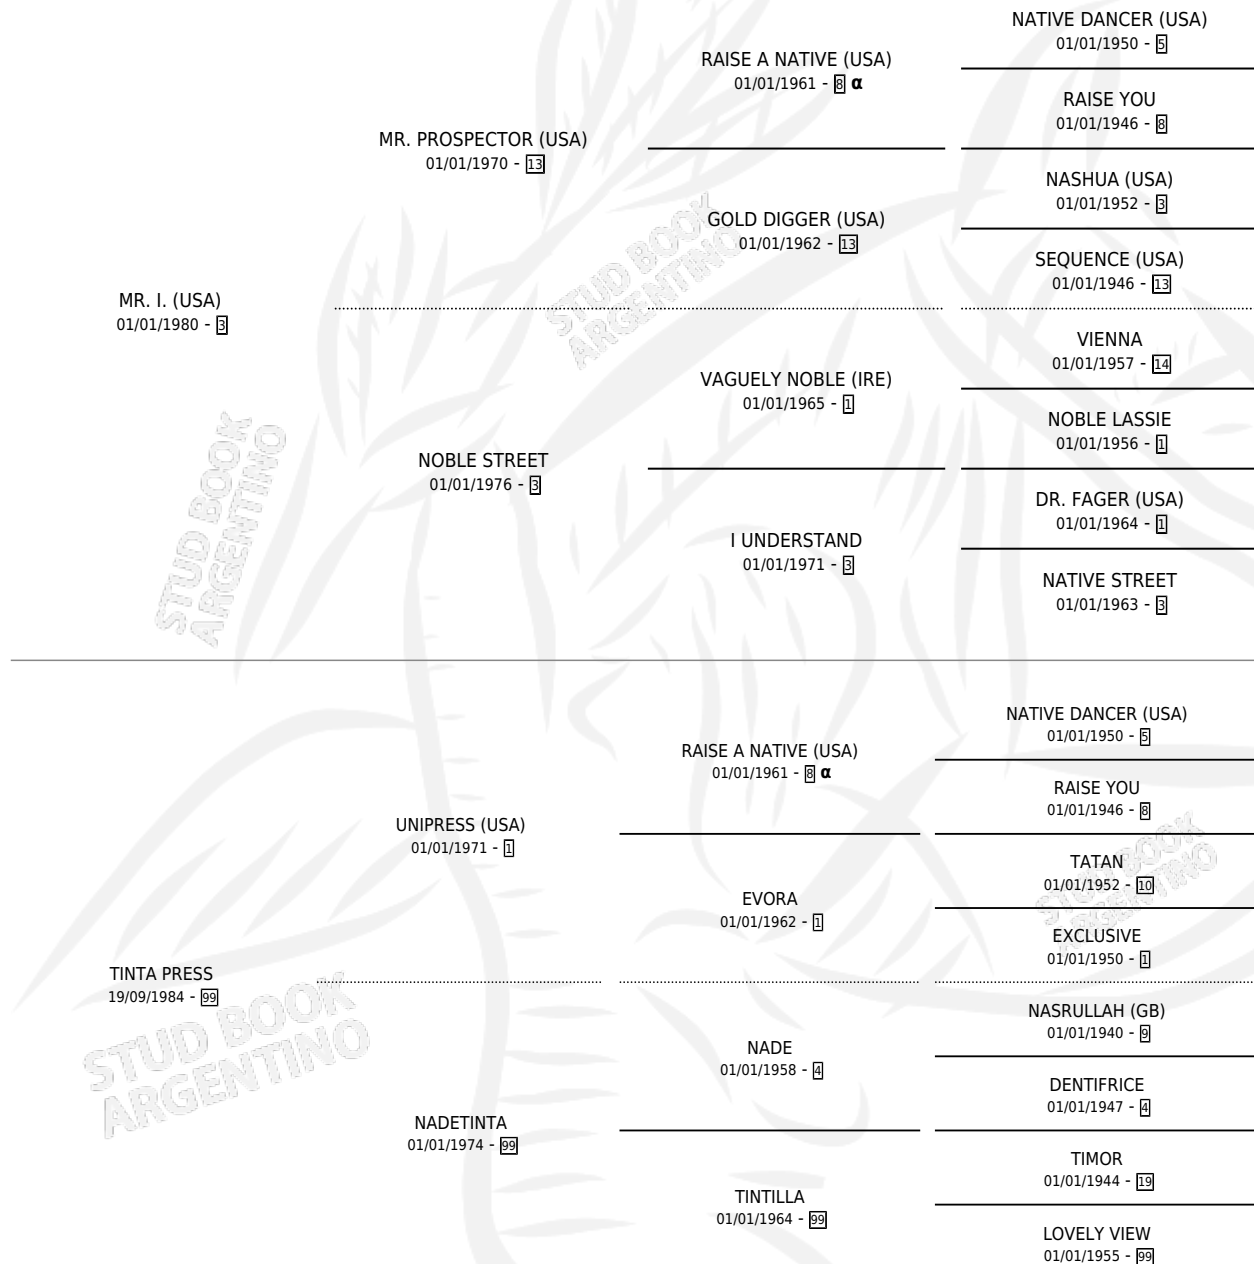 NATIVE DANCER (USA)
01/01/1950 - 5
RAISE A NATIVE (USA)
01/01/1961 - 8 α
RAISE YOU
01/01/1946 - 8
MR. PROSPECTOR (USA)
01/01/1970 - 13
NASHUA (USA)
01/01/1952 - 3
GOLD DIGGER (USA)
01/01/1962 - 13
SEQUENCE (USA)
01/01/1946 - 13
MR. I. (USA)
01/01/1980 - 3
STUD BOOK
ARGENTINO
VIENNA
01/01/1957 - 14
VAGUELY NOBLE (IRE)
01/01/1965 - 1
NOBLE LASSIE
01/01/1956 - 1
NOBLE STREET
01/01/1976 - 3
STUD BOOK
ARGENTINO
DR. FAGER (USA)
01/01/1964 - 1
I UNDERSTAND
01/01/1971 - 3
NATIVE STREET
01/01/1963 - 3
NATIVE DANCER (USA)
01/01/1950 - 5
RAISE A NATIVE (USA)
01/01/1961 - 8 α
RAISE YOU
01/01/1946 - 8
UNIPRESS (USA)
01/01/1971 - 1
TATAN
01/01/1952 - 10
STUD BOOK
ARGENTINO
EVORA
01/01/1962 - 1
EXCLUSIVE
01/01/1950 - 1
TINTA PRESS
19/09/1984 - 99
STUD BOOK
ARGENTINO
NASRULLAH (GB)
01/01/1940 - 9
NADE
01/01/1958 - 4
DENTIFRICE
01/01/1947 - 4
NADETINTA
01/01/1974 - 99
TIMOR
01/01/1944 - 19
TINTILLA
01/01/1964 - 99
LOVELY VIEW
01/01/1955 - 99